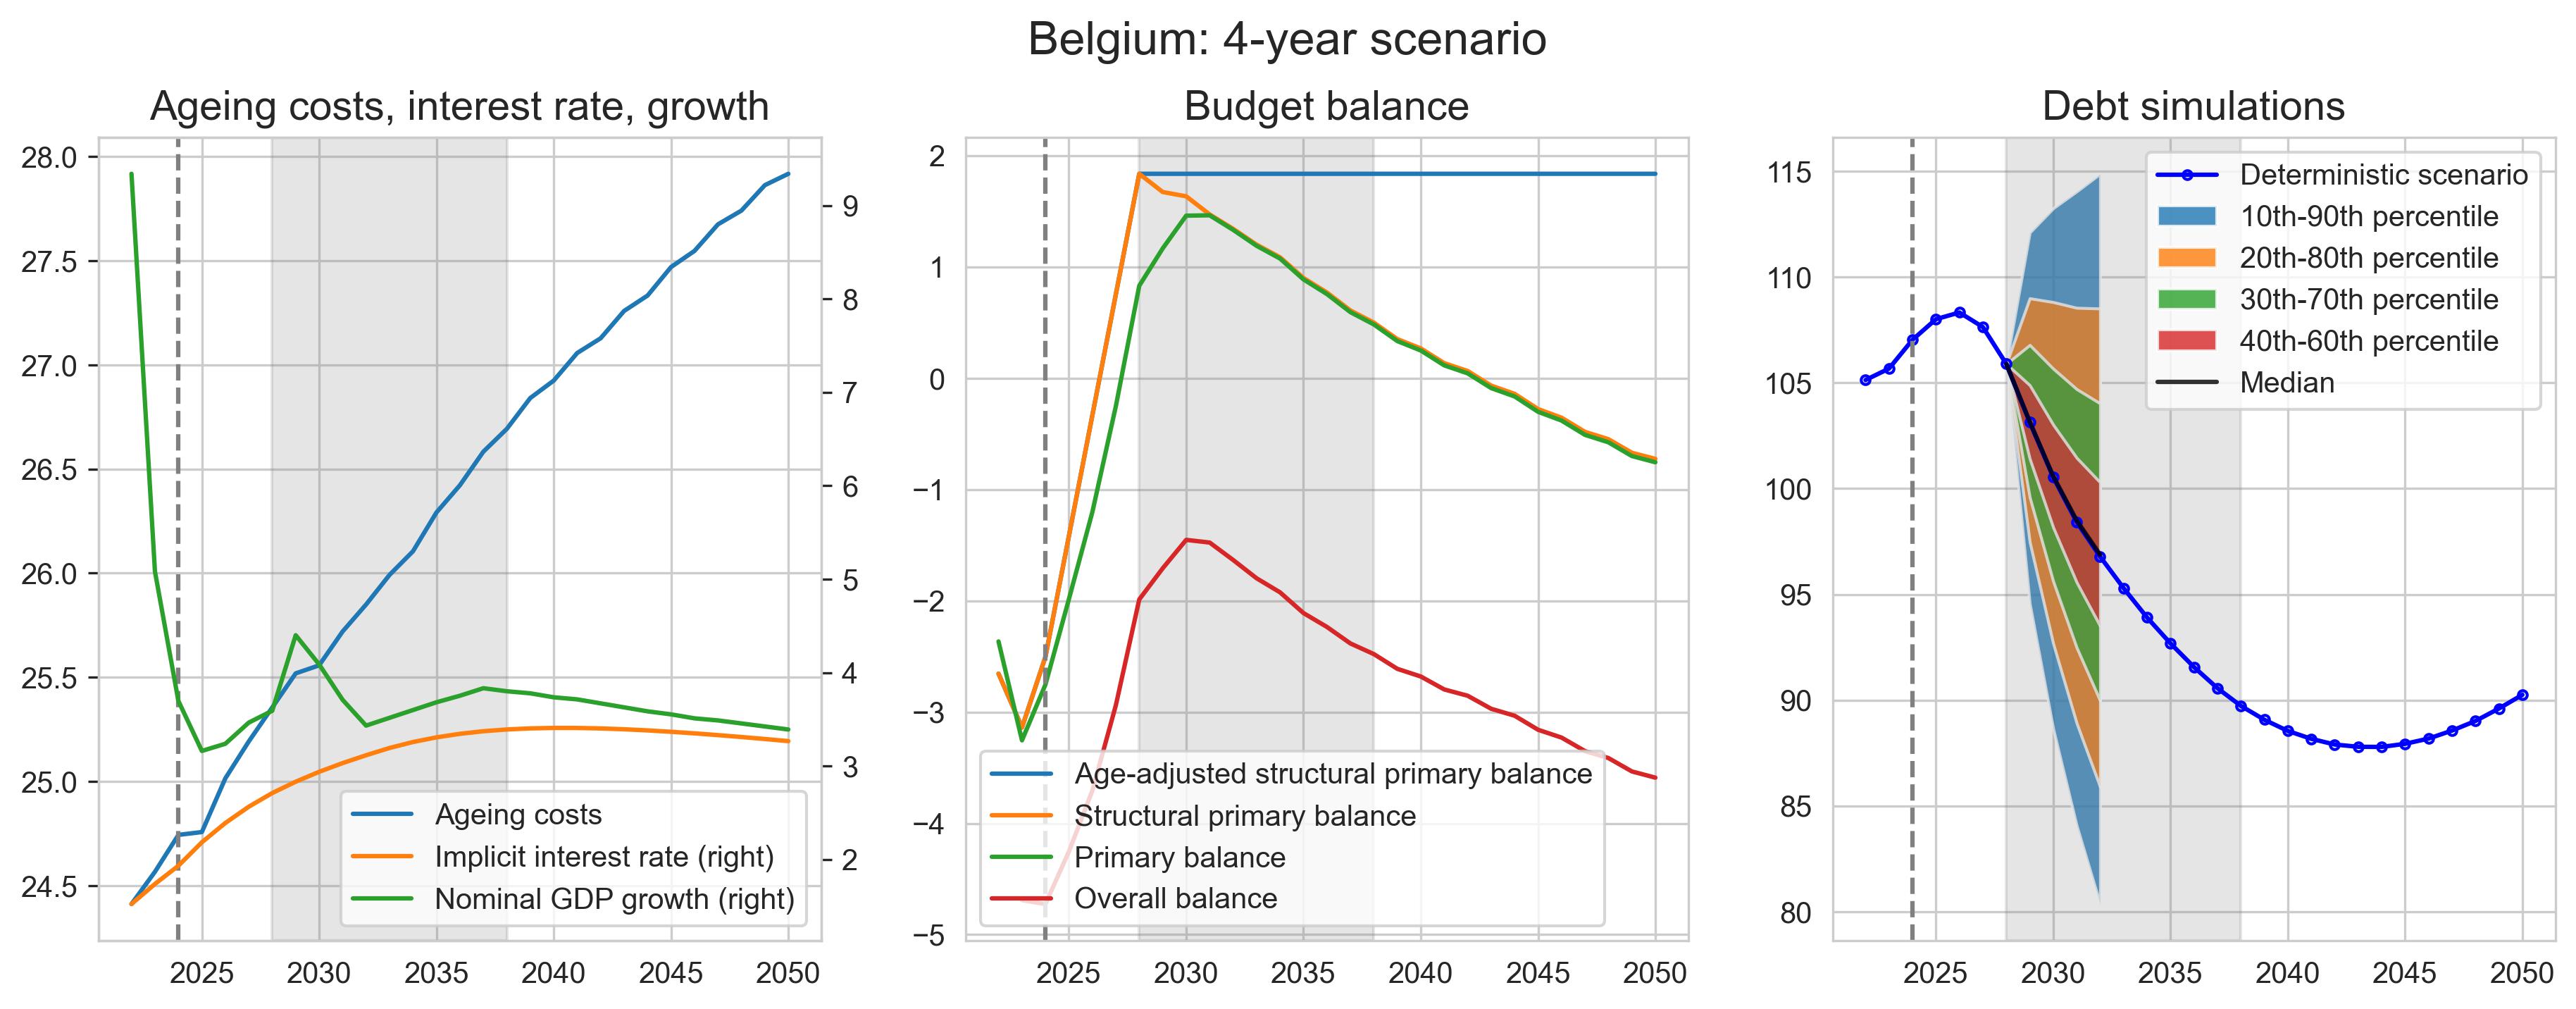 Belgium: 4-year scenario
Ageing costs, interest rate, growth
28.0
27.5
27.0
26.5
26.0
25.5
25.0
24.5
9
8
7
6
5
4
3
2
2025 2030 2035 2040 2045 2050
Ageing costs
Implicit interest rate (right)
Nominal GDP growth (right)
Budget balance
2
1
0
−1
−2
−3
−4
−5
2025 2030 2035 2040 2045 2050
Age-adjusted structural primary balance
Structural primary balance
Primary balance
Overall balance
Debt simulations
115
110
105
100
95
90
85
80
2025 2030 2035 2040 2045 2050
Deterministic scenario
10th-90th percentile
20th-80th percentile
30th-70th percentile
40th-60th percentile
Median